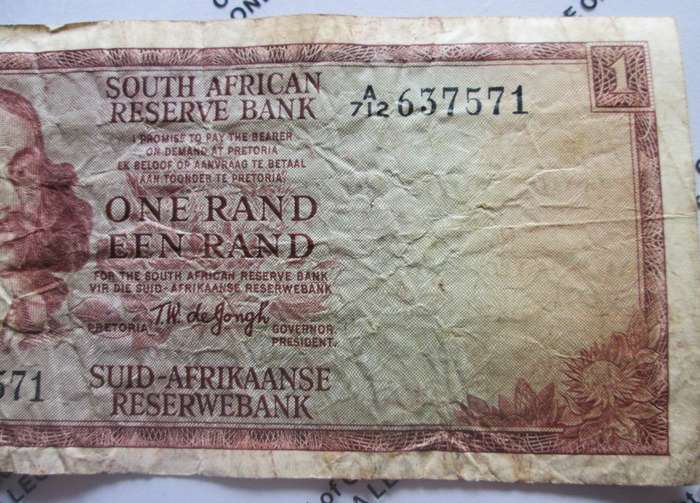 SOUTH AFRICAN
RESERVE BANK
A/712 637571
1
I PROMISE TO PAY THE BEARER
ON DEMAND AT PRETORIA
EK BELOOF OP AANVRAAG TE BETAAL
AAN TOONDER TE PRETORIA
ONE RAND
EEN RAND
FOR THE SOUTH AFRICAN RESERVE BANK
VIR DIE SUID-AFRIKAANSE RESERWEBANK
T.W. de Jongh
PRETORIA
GOVERNOR
PRESIDENT.
571
SUID-AFRIKAANSE
RESERWEBANK